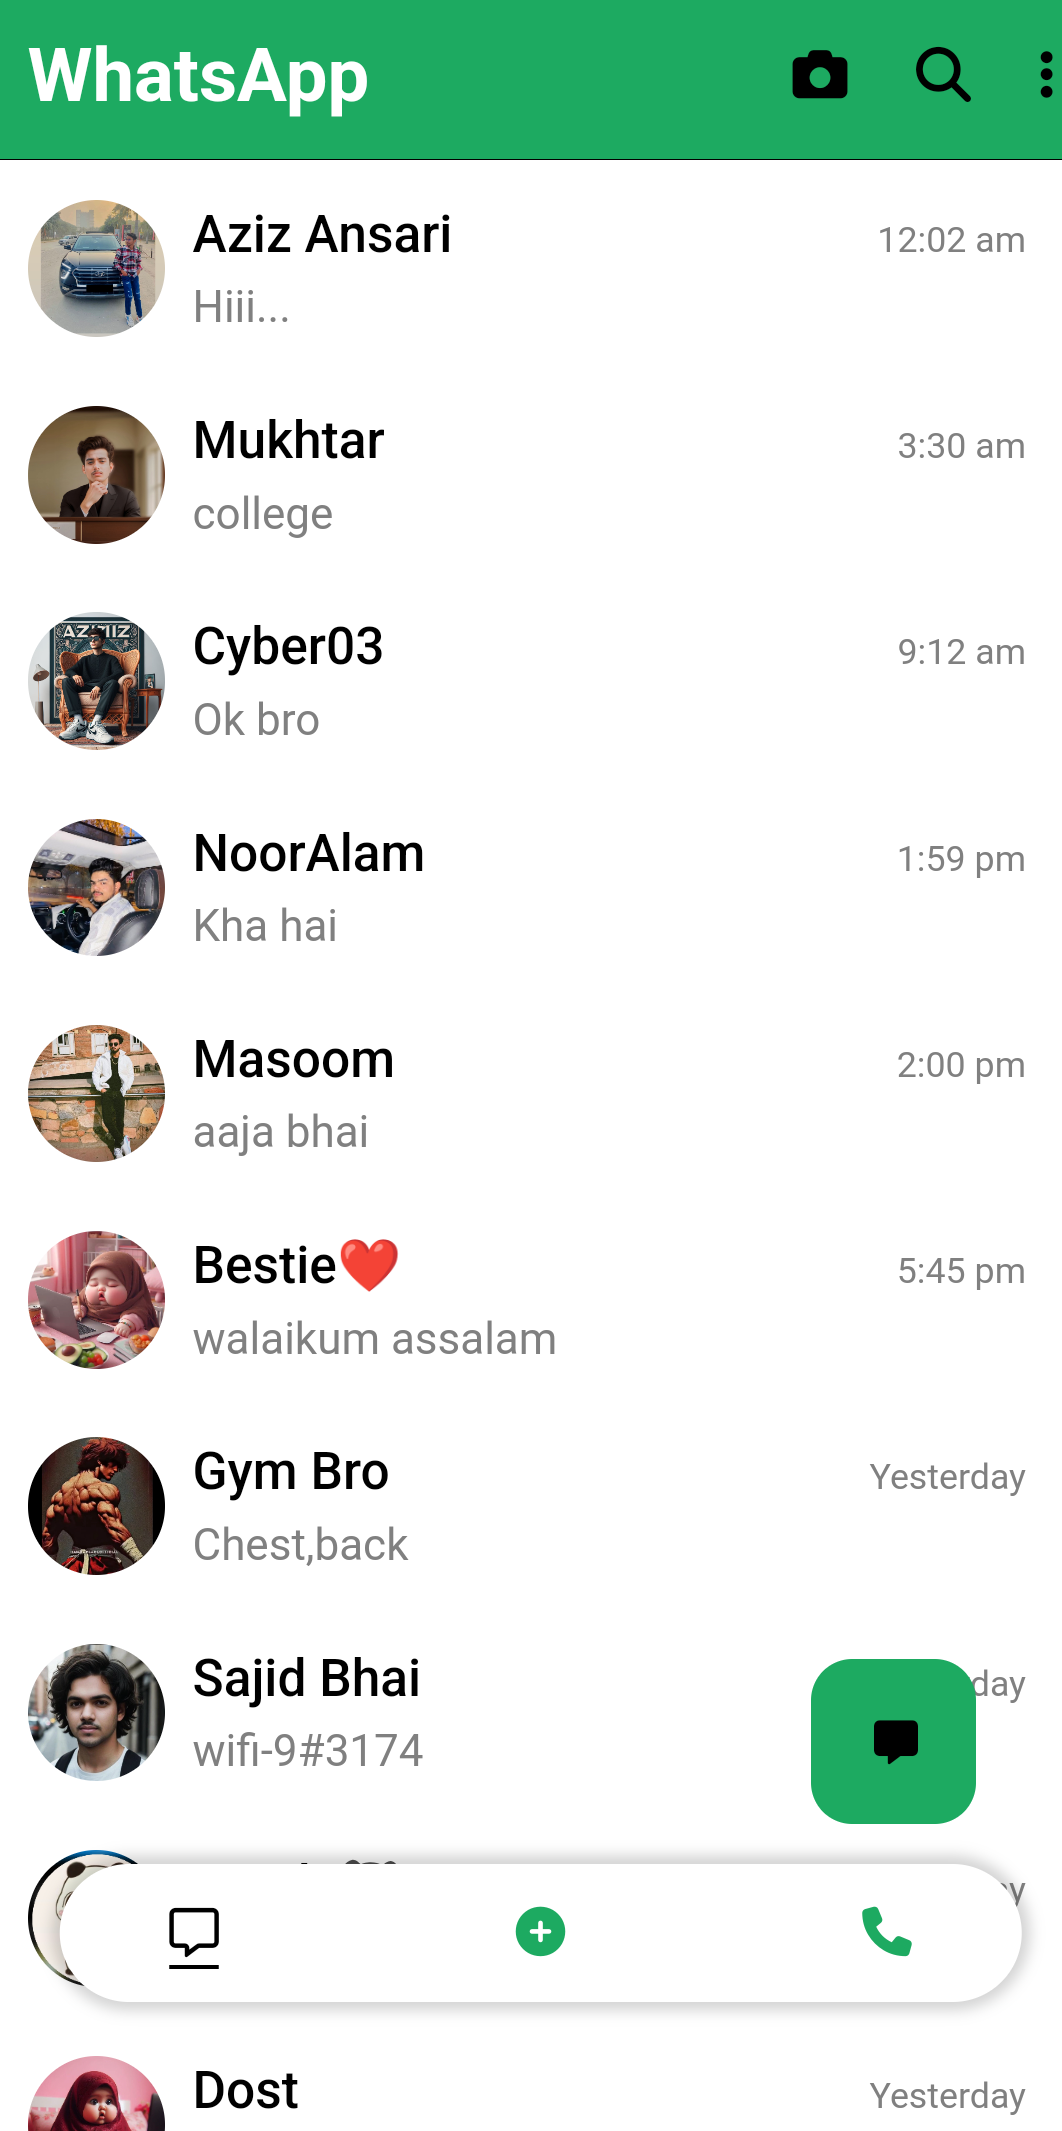 WhatsApp
Aziz Ansari
12:02 am
Hiii...
Mukhtar
3:30 am
college
Cyber03
9:12 am
Ok bro
NoorAlam
1:59 pm
Kha hai
Masoom
2:00 pm
aaja bhai
Bestie❤️
5:45 pm
walaikum assalam
Gym Bro
Yesterday
Chest,back
Sajid Bhai
day
wifi-9#3174
Dost
Yesterday